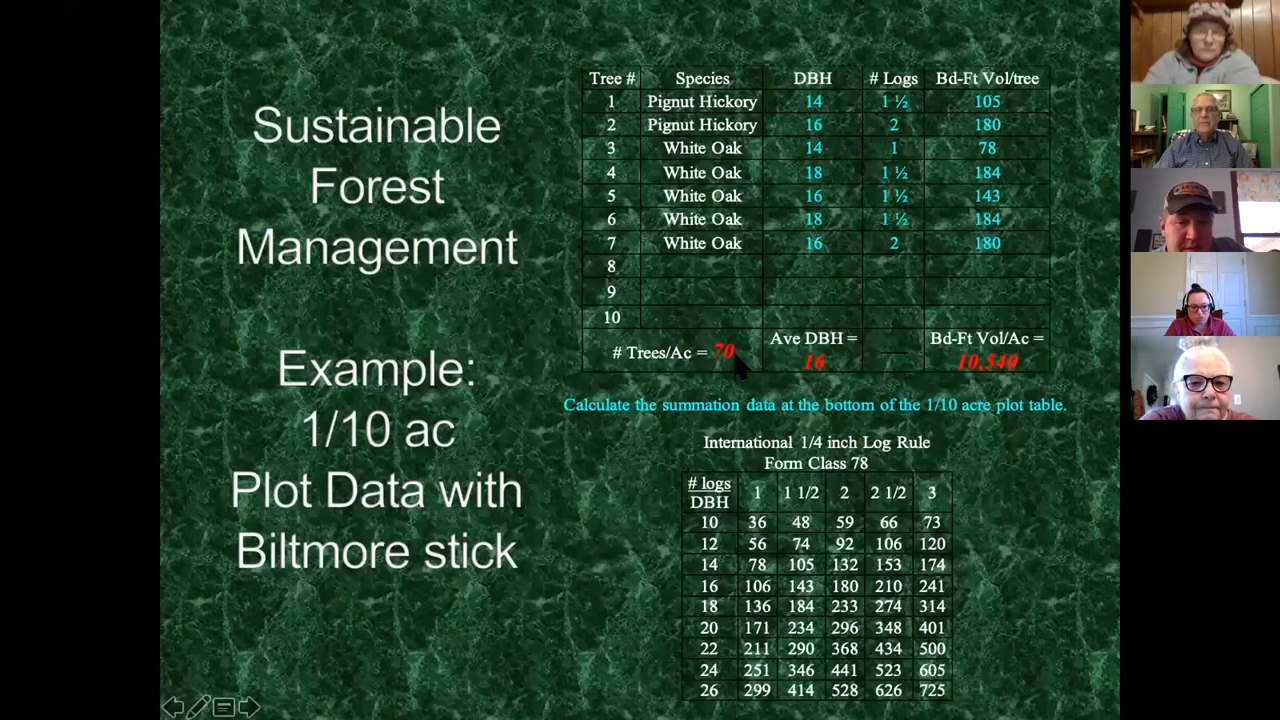 Sustainable
Forest
Management
Example:
1/10 ac
Plot Data with
Biltmore stick
Tree # Species DBH # Logs Bd-Ft Vol/tree
1 Pignut Hickory 14 1 ½ 105
2 Pignut Hickory 16 2 180
3 White Oak 14 1 78
4 White Oak 18 1 ½ 184
5 White Oak 16 1 ½ 143
6 White Oak 18 1 ½ 184
7 White Oak 16 2 180
8
9
10
# Trees/Ac = 70 Ave DBH = 16 Bd-Ft Vol/Ac = 10,540
Calculate the summation data at the bottom of the 1/10 acre plot table.
International 1/4 inch Log Rule
Form Class 78
# logs
DBH 1 1 1/2 2 2 1/2 3
10 36 48 59 66 73
12 56 74 92 106 120
14 78 105 132 153 174
16 106 143 180 210 241
18 136 184 233 274 314
20 171 234 296 348 401
22 211 290 368 434 500
24 251 346 441 523 605
26 299 414 528 626 725